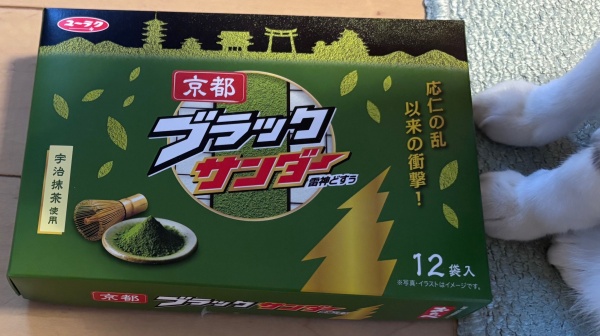 ユーラク
京都
ブラック
サンダー
雷神どすう
応仁の乱
以来の衝撃!
宇治抹茶使用
12袋入
※写真・イラストはイメージです。
京都
ブラックサンダー